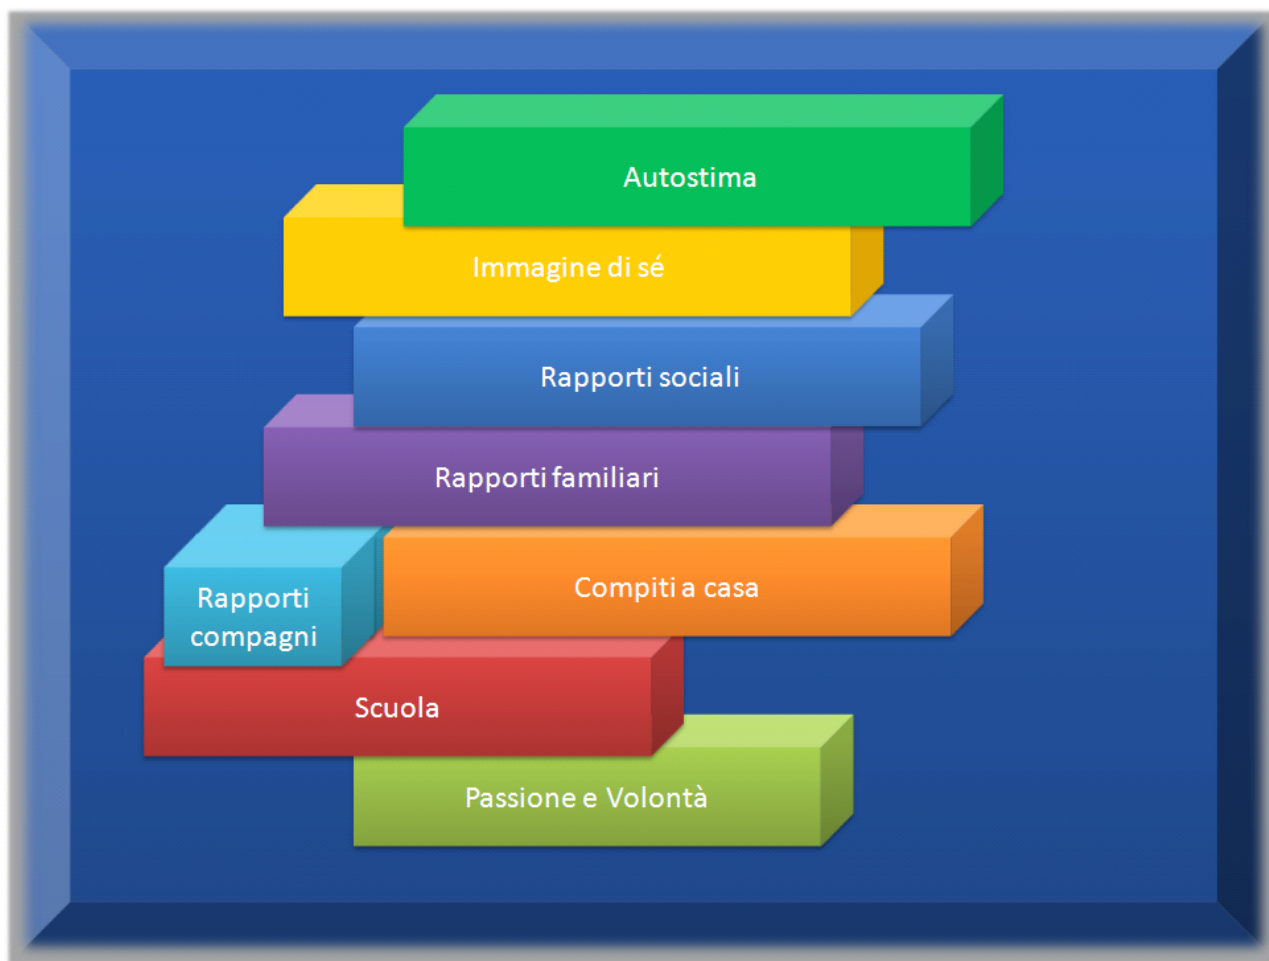 Autostima
Immagine di sé
Rapporti sociali
Rapporti familiari
Rapporti
compagni
Compiti a casa
Scuola
Passione e Volontà